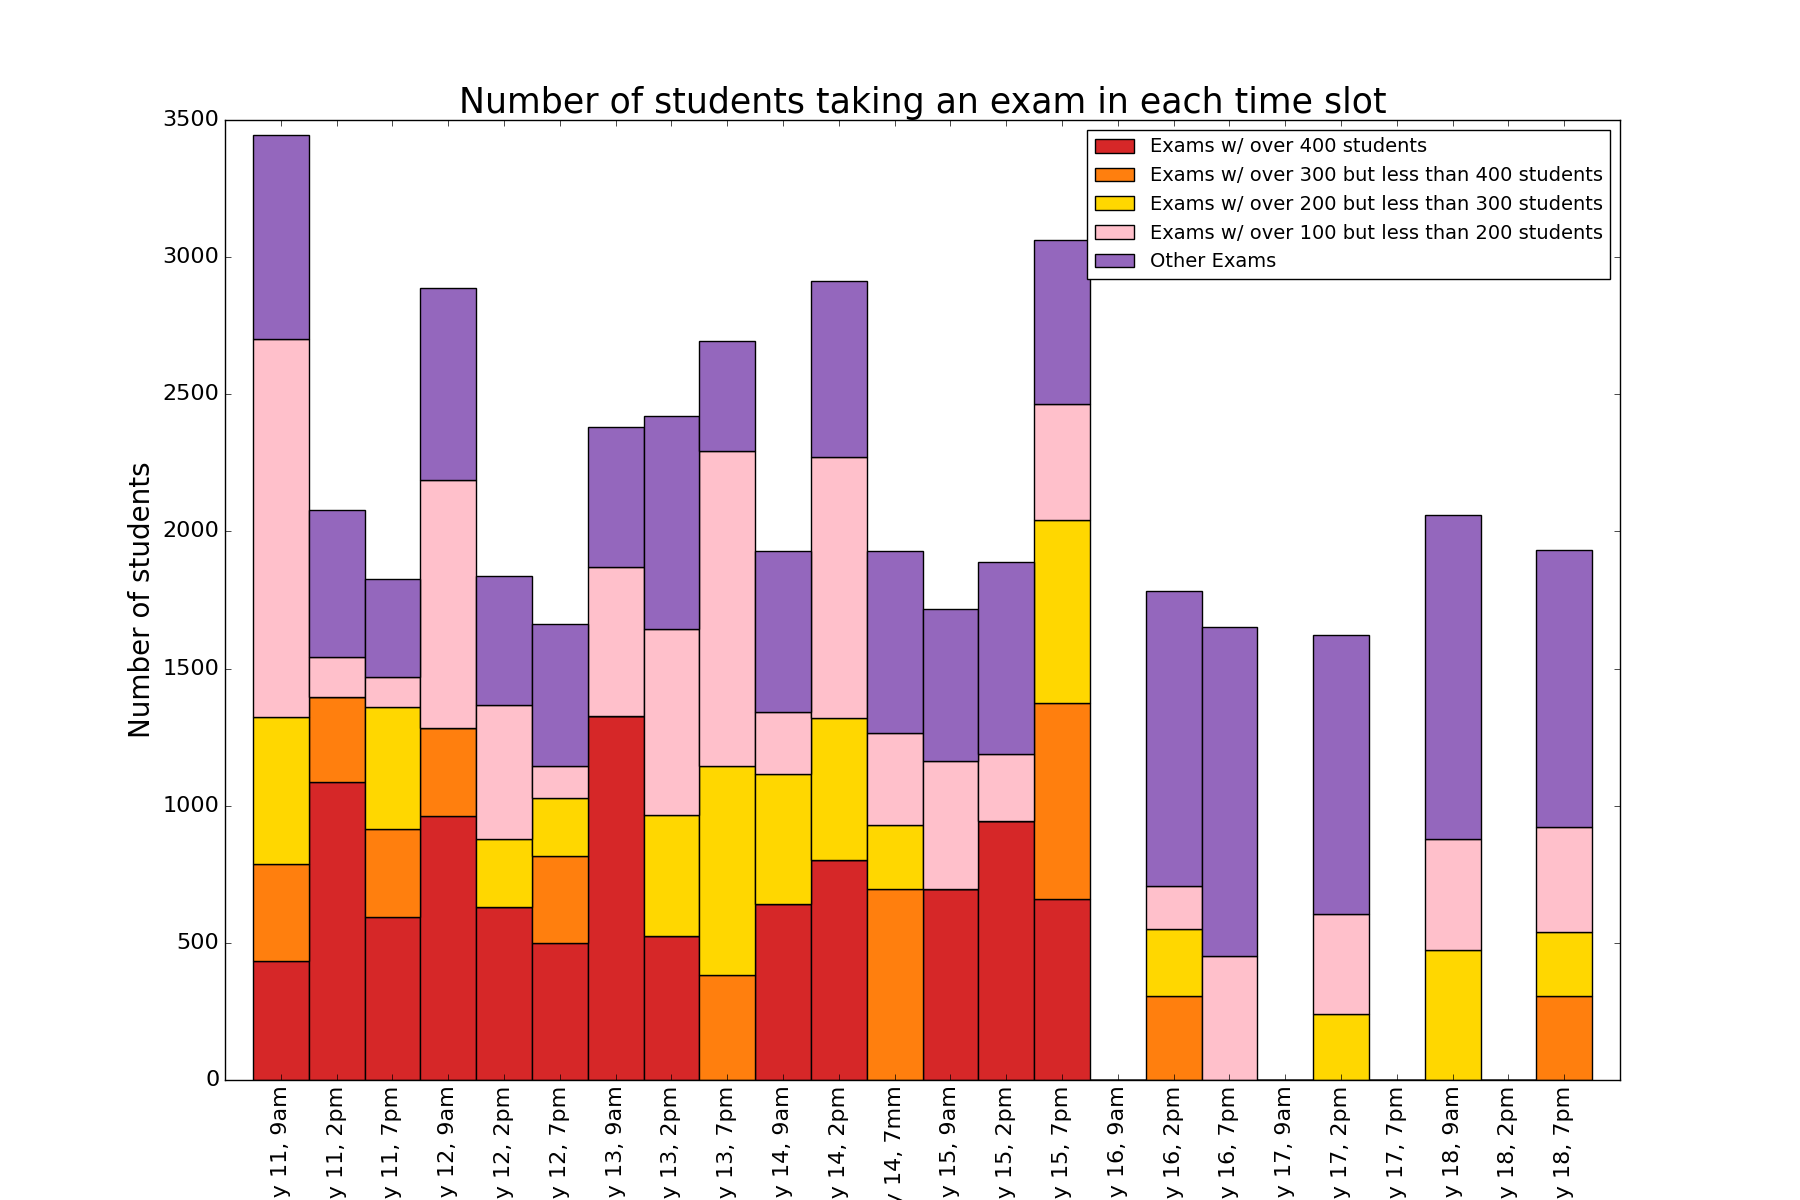 Number of students taking an exam in each time slot
Exams w/ over 400 students
Exams w/ over 300 but less than 400 students
Exams w/ over 200 but less than 300 students
Exams w/ over 100 but less than 200 students
Other Exams
Number of students
3500
3000
2500
2000
1500
1000
500
0
y 11, 9am
y 11, 2pm
y 11, 7pm
y 12, 9am
y 12, 2pm
y 12, 7pm
y 13, 9am
y 13, 2pm
y 13, 7pm
y 14, 9am
y 14, 2pm
y 14, 7mm
y 15, 9am
y 15, 2pm
y 15, 7pm
y 16, 9am
y 16, 2pm
y 16, 7pm
y 17, 9am
y 17, 2pm
y 17, 7pm
y 18, 9am
y 18, 2pm
y 18, 7pm